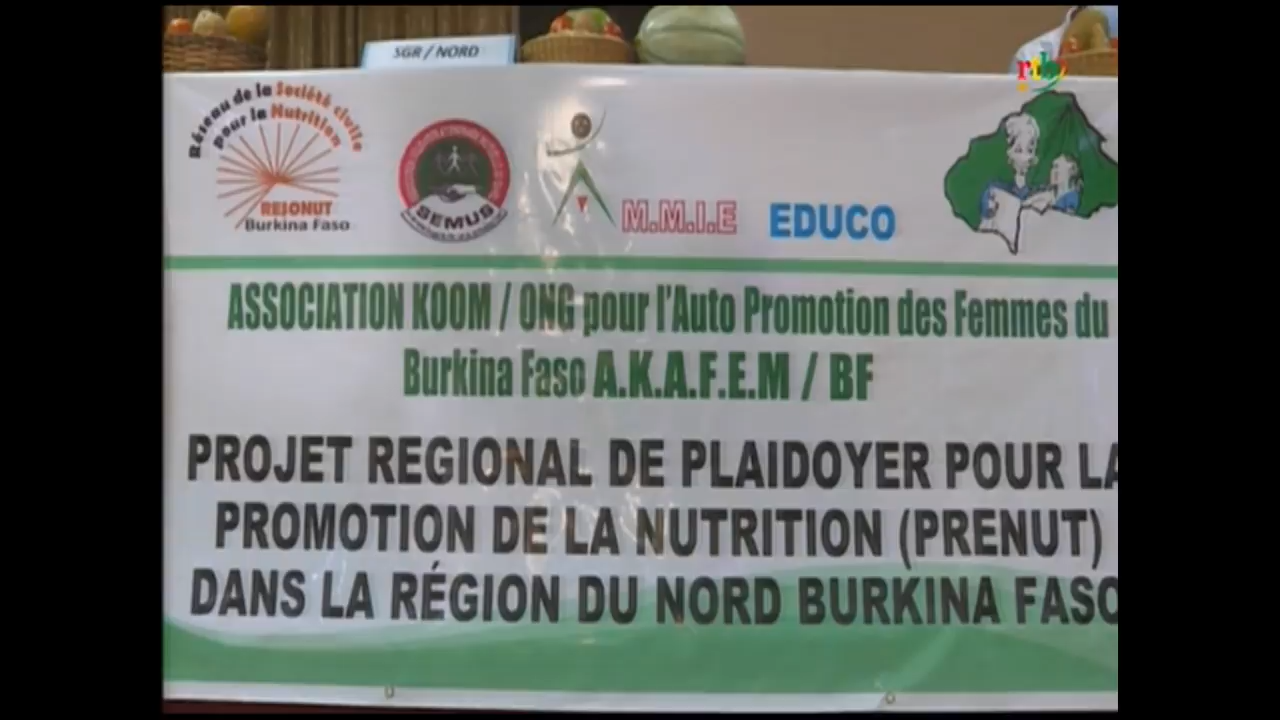 SGR / NORD
rtb
Réseau de la Société civile
pour la Nutrition
RESONUT
Burkina Faso
SEMUS
M.M.I.E
EDUCO
ASSOCIATION KOOM / ONG pour l'Auto Promotion des Femmes du
Burkina Faso A.K.A.F.E.M / BF
PROJET REGIONAL DE PLAIDOYER POUR LA
PROMOTION DE LA NUTRITION (PRENUT)
DANS LA RÉGION DU NORD BURKINA FASO